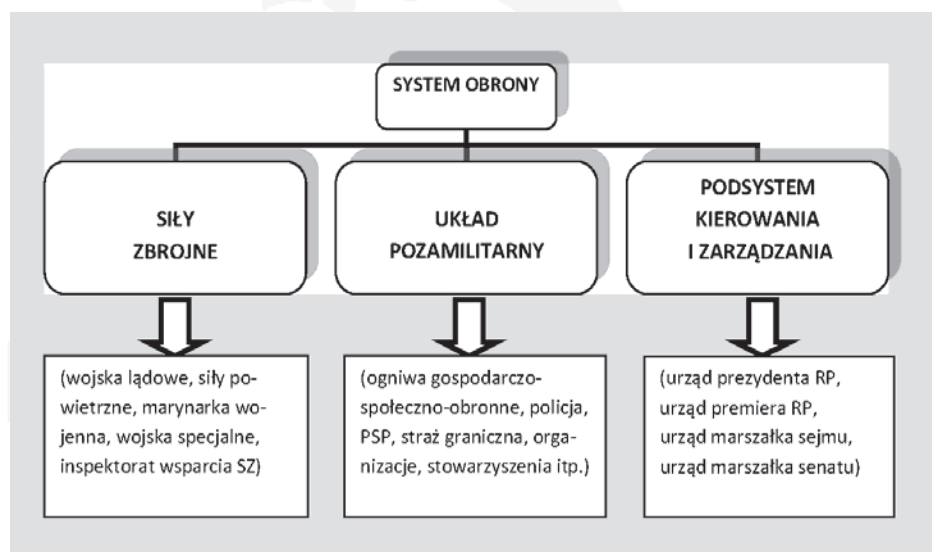 SYSTEM OBRONY
SIŁY
ZBROJNE
UKŁAD
POZAMILITARNY
PODSYSTEM
KIEROWANIA
I ZARZĄDZANIA
(wojska lądowe, siły po-
wietrzne, marynarka wo-
jenna, wojska specjalne,
inspektorat wsparcia SZ)
(ogniwa gospodarczo-
społeczno-obronne, policja,
PSP, straż graniczna, orga-
nizacje, stowarzyszenia itp.)
(urząd prezydenta RP,
urząd premiera RP,
urząd marszałka sejmu,
urząd marszałka senatu)